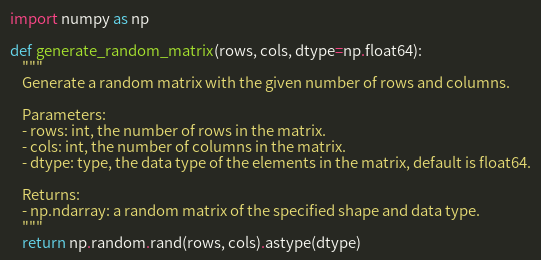 import numpy as np

def generate_random_matrix(rows, cols, dtype=np.float64):
    """
    Generate a random matrix with the given number of rows and columns.

    Parameters:
    - rows: int, the number of rows in the matrix.
    - cols: int, the number of columns in the matrix.
    - dtype: type, the data type of the elements in the matrix, default is float64.

    Returns:
    - np.ndarray: a random matrix of the specified shape and data type.
    """
    return np.random.rand(rows, cols).astype(dtype)